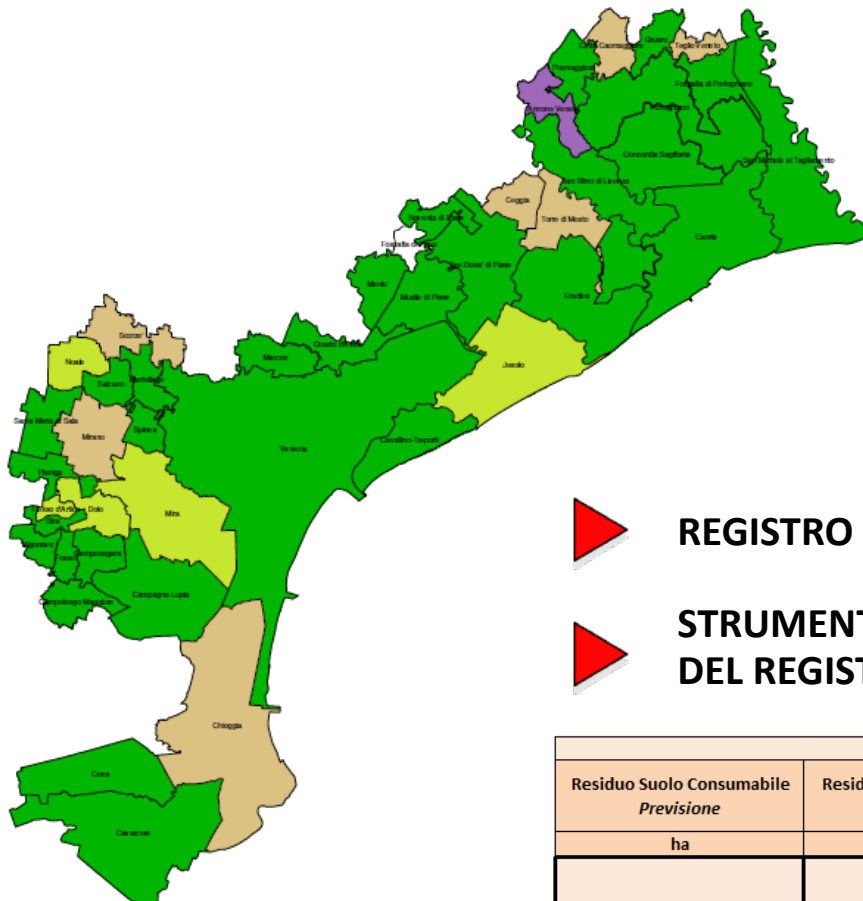 Cinto Caomaggiore
Gruaro
Teglio Veneto
Pramaggiore
Fossalta di Portogruaro
Annone Veneto
Concordia Sagittaria
San Michele al Tagliamento
San Stino di Livenza
Ceggia
Torre di Mosto
Noventa di Piave
Caorle
Fossalta di Piave
San Dona' di Piave
Meolo
Musile di Piave
Eraclea
Scorze'
Quarto d'Altino
Marcon
Noale
Jesolo
Martellago
Salzano
Santa Maria di Sala
Spinea
Mirano
Cavallino-Treporti
Venezia
Pianiga
Fiesso d'Artico
Dolo
Mira
Stra
Vigonovo
Fosso'
Camponogara
Campagna Lupia
Campolongo Maggiore
Chioggia
Cona
Cavarzere
REGISTRO
STRUMENT
DEL REGIST
Residuo Suolo Consumabile
Previsione
Resid
ha